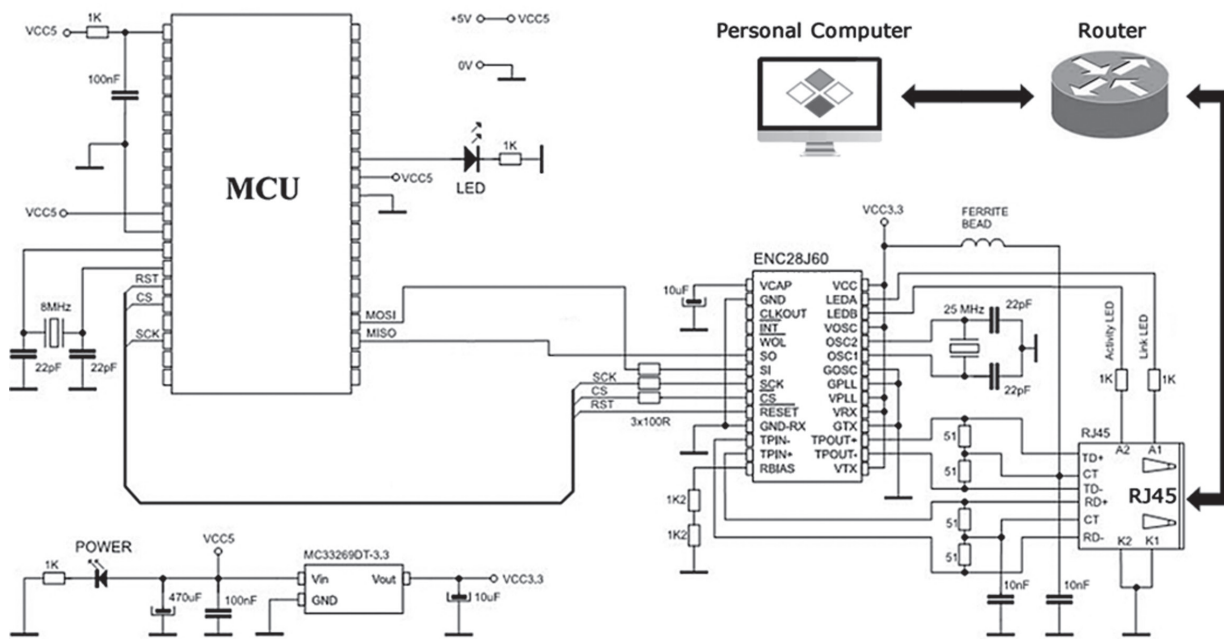 1K
VCC5
100nF
VCC5
+5V
VCC5
0V
MCU
1K
LED
VCC5
Personal Computer
Router
RST
8MHz
CS
SCK
22pF
22pF
MOSI
MISO
SCK
CS
RST
3x100R
VCC3,3
FERRITE
BEAD
ENC28J60
10uF
VCAP
GND
CLKOUT
INT
WOL
SO
SI
SCK
CS
RESET
GND-RX
TPIN-
TPIN+
RBIAS
VCC
LEDA
LEDB
VOSC
OSC2
OSC1
GOSC
GPLL
VPLL
VRX
GTX
TPOUT+
TPOUT-
VTX
25 MHz
22pF
22pF
Activity LED
Link LED
1K
1K
51
51
51
51
RJ45
A2
A1
TD+
CT
TD-
RD+
CT
RD-
RJ45
K2
K1
1K2
1K2
10nF
10nF
POWER
1K
VCC5
MC33269DT-3,3
Vin
Vout
GND
VCC3,3
470uF
100nF
10uF